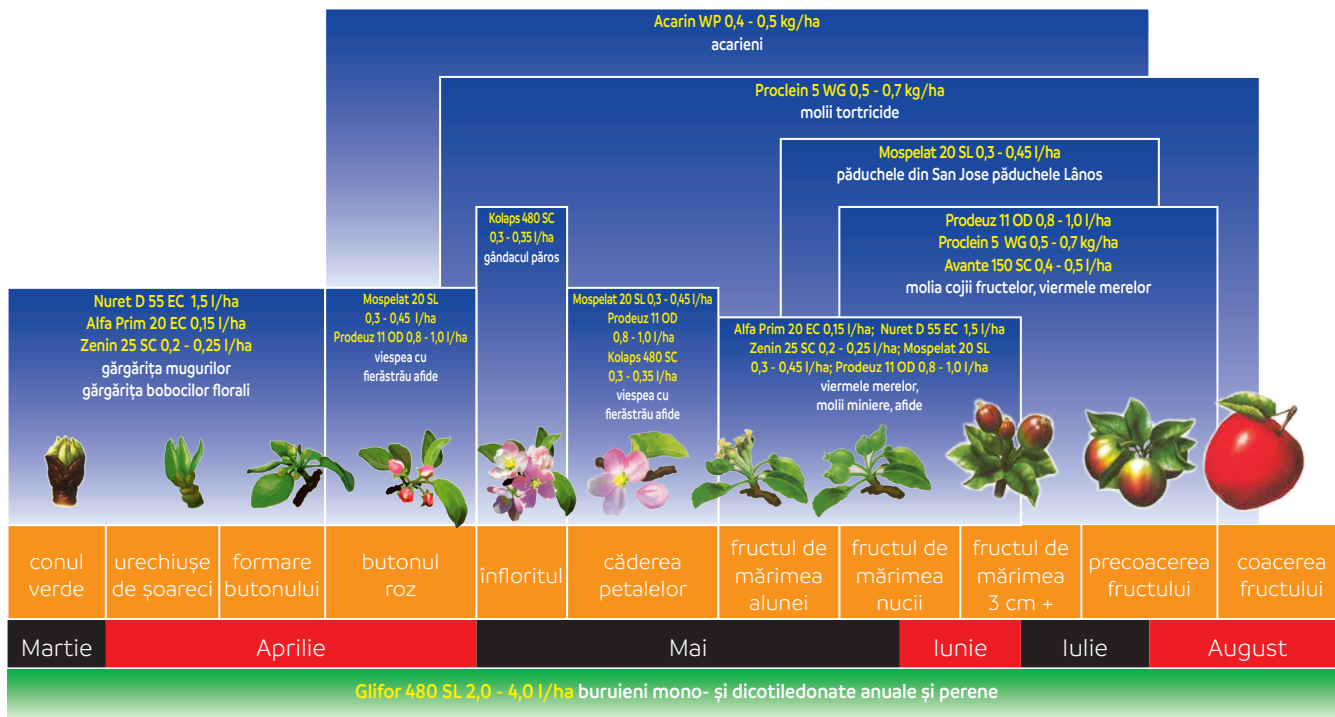 Acarin WP 0,4 - 0,5 kg/ha
acarieni
Proclein 5 WG 0,5 - 0,7 kg/ha
molii tortricide
Mospelat 20 SL 0,3 - 0,45 l/ha
păduchele din San Jose păduchele Lânos
Kolaps 480 SC
0,3 - 0,35 l/ha
gândacul păros
Prodeuz 11 OD 0,8 - 1,0 l/ha
Proclein 5 WG 0,5 - 0,7 kg/ha
Avante 150 SC 0,4 - 0,5 l/ha
molia cojii fructelor, viermele merelor
Nuret D 55 EC 1,5 l/ha
Alfa Prim 20 EC 0,15 l/ha
Zenin 25 SC 0,2 - 0,25 l/ha
gărgărița mugurilor
gărgărița bobocilor florali
Mospelat 20 SL
0,3 - 0,45 l/ha
Prodeuz 11 OD 0,8 - 1,0 l/ha
viespea cu
fierăstrău afide
Mospelat 20 SL 0,3 - 0,45 l/ha
Prodeuz 11 OD
0,8 - 1,0 l/ha
Kolaps 480 SC
0,3 - 0,35 l/ha
viespea cu
fierăstrău afide
Alfa Prim 20 EC 0,15 l/ha; Nuret D 55 EC 1,5 l/ha
Zenin 25 SC 0,2 - 0,25 l/ha; Mospelat 20 SL
0,3 - 0,45 l/ha; Prodeuz 11 OD 0,8 - 1,0 l/ha
viermele merelor,
molii miniere, afide
conul
verde
urechiușe
de șoareci
formare
butonului
butonul
roz
înfloritul
căderea
petalelor
fructul de
mărimea
alunei
fructul de
mărimea
nucii
fructul de
mărimea
3 cm +
precoacerea
fructului
coacerea
fructului
Martie
Aprilie
Mai
Iunie
Iulie
August
Glifor 480 SL 2,0 - 4,0 l/ha buruieni mono- și dicotiledonate anuale și perene